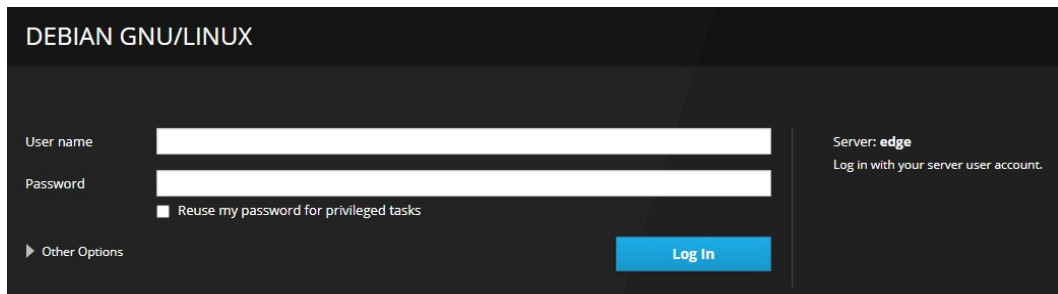 DEBIAN GNU/LINUX
User name
Password
Reuse my password for privileged tasks
Other Options
Log In
Server: edge
Log in with your server user account.